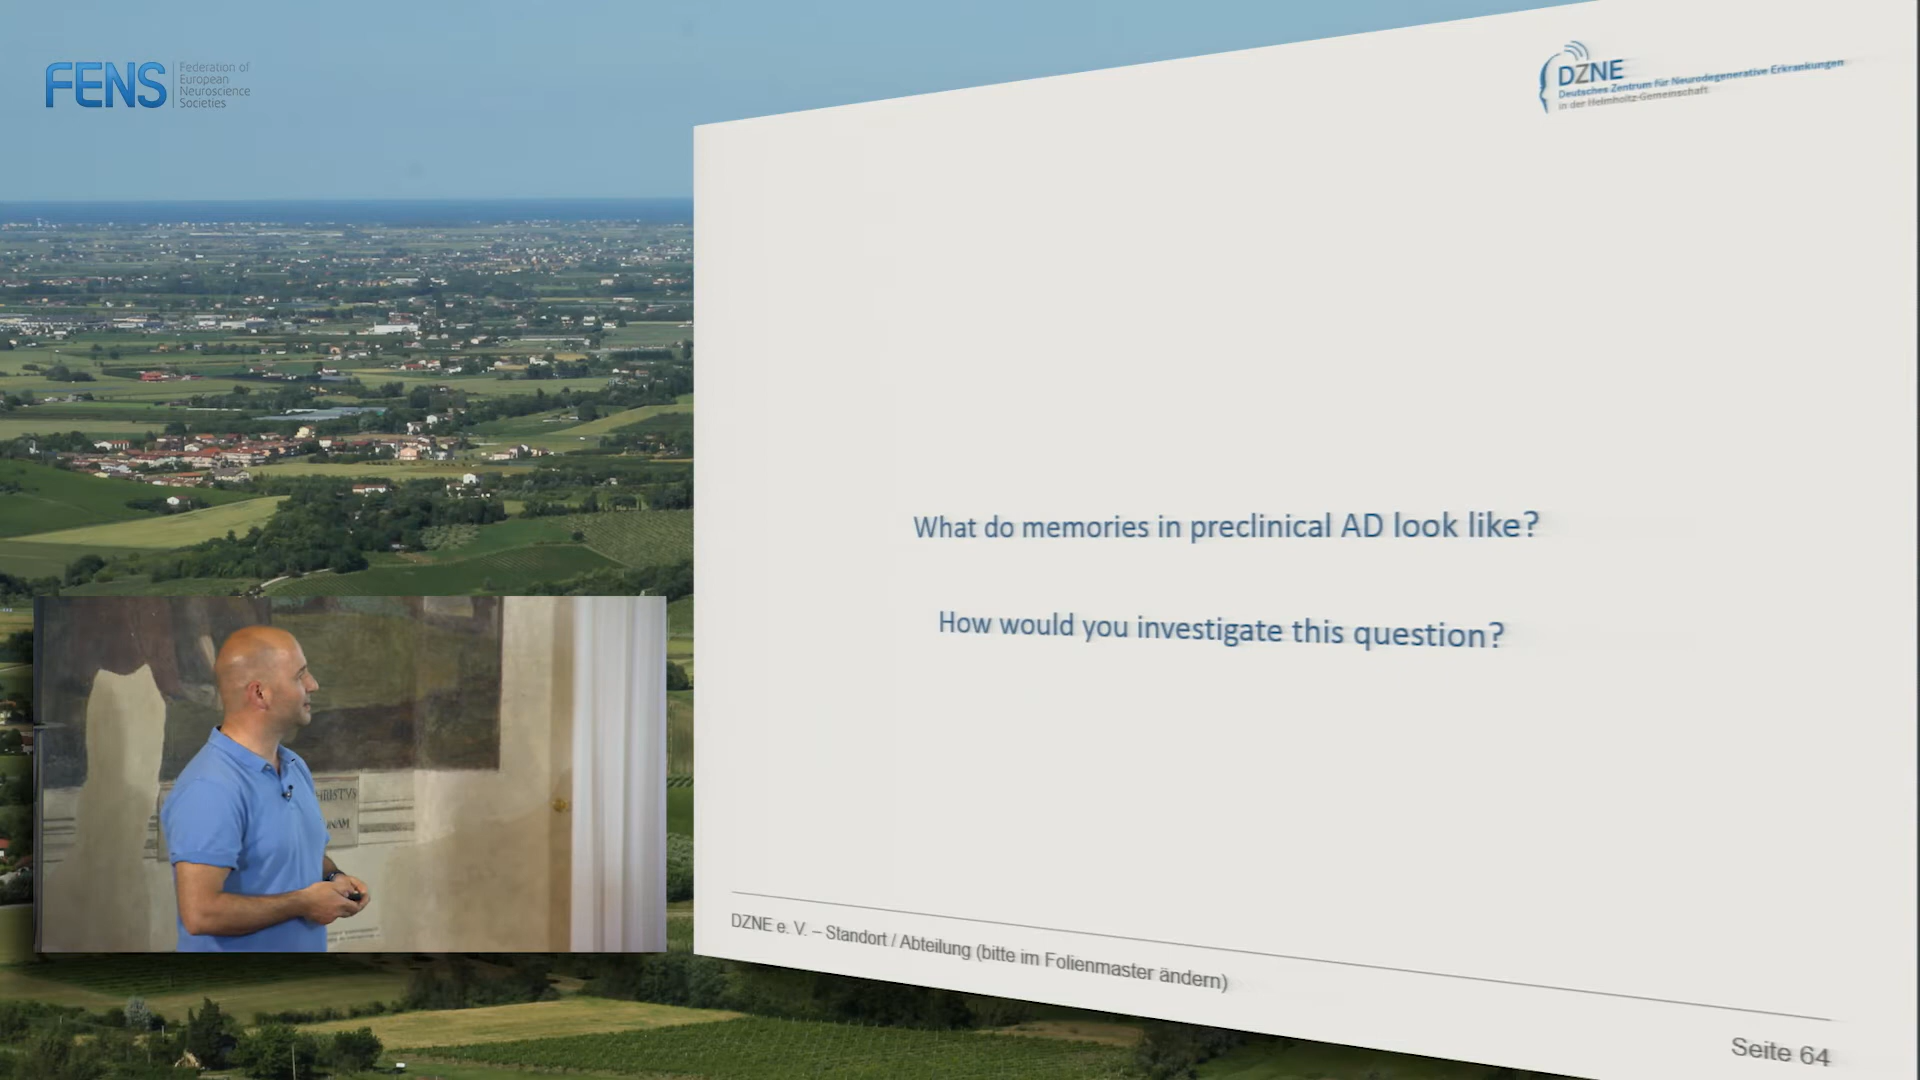 FENS
Federation of
European
Neuroscience
Societies
DZNE
Deutsches Zentrum für Neurodegenerative Erkrankungen
in der Helmholtz-Gemeinschaft
What do memories in preclinical AD look like?
How would you investigate this question?
DZNE e. V. – Standort / Abteilung (bitte im Folienmaster ändern)
Seite 64